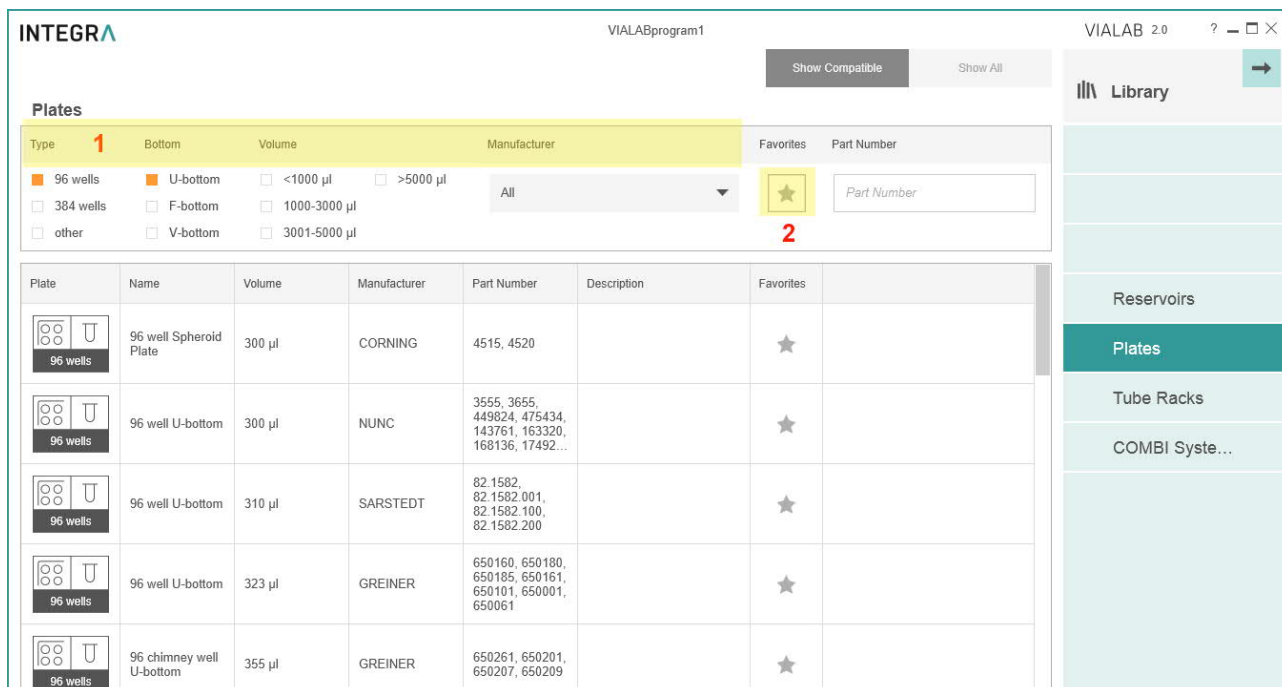 INTEGRA
VIALABprogram1
VIALAB 2.0
?
Show Compatible
Show All
Library
Plates
Type
1
Bottom
Volume
Manufacturer
Favorites
Part Number
96 wells
U-bottom
<1000 µl
>5000 µl
All
Part Number
384 wells
F-bottom
1000-3000 µl
other
V-bottom
3001-5000 µl
2
Plate
Name
Volume
Manufacturer
Part Number
Description
Favorites
96 wells
96 well Spheroid
Plate
300 µl
CORNING
4515, 4520
96 wells
96 well U-bottom
300 µl
NUNC
3555, 3655,
449824, 475434,
143761, 163320,
168136, 17492...
96 wells
96 well U-bottom
310 µl
SARSTEDT
82.1582,
82.1582.001,
82.1582.100,
82.1582.200
96 wells
96 well U-bottom
323 µl
GREINER
650160, 650180,
650185, 650161,
650101, 650001,
650061
96 wells
96 chimney well
U-bottom
355 µl
GREINER
650261, 650201,
650207, 650209
Reservoirs
Plates
Tube Racks
COMBI Syste...